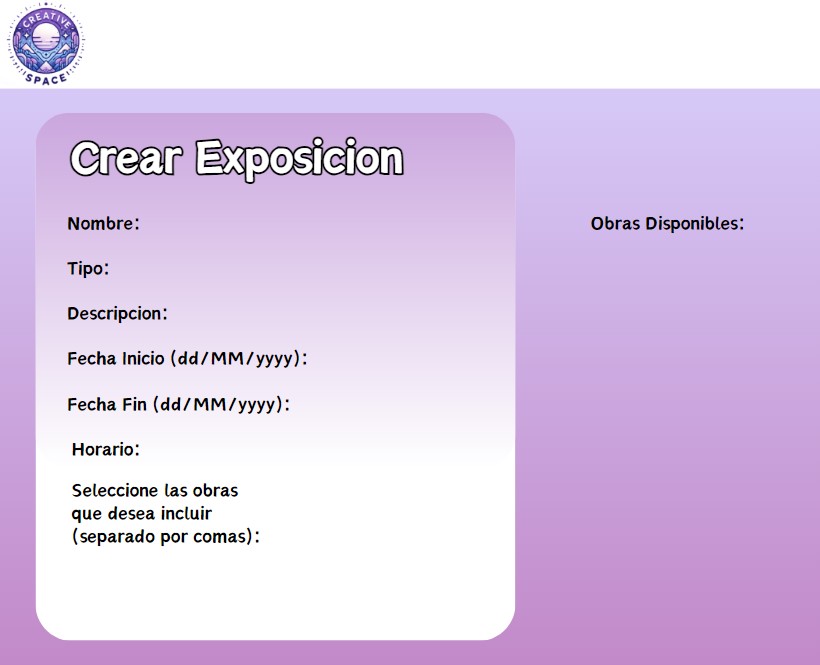 CREATIVE
SPACE
Crear Exposicion
Nombre:
Obras Disponibles:
Tipo:
Descripcion:
Fecha Inicio (dd/MM/yyyy):
Fecha Fin (dd/MM/yyyy):
Horario:
Seleccione las obras
que desea incluir
(separado por comas):